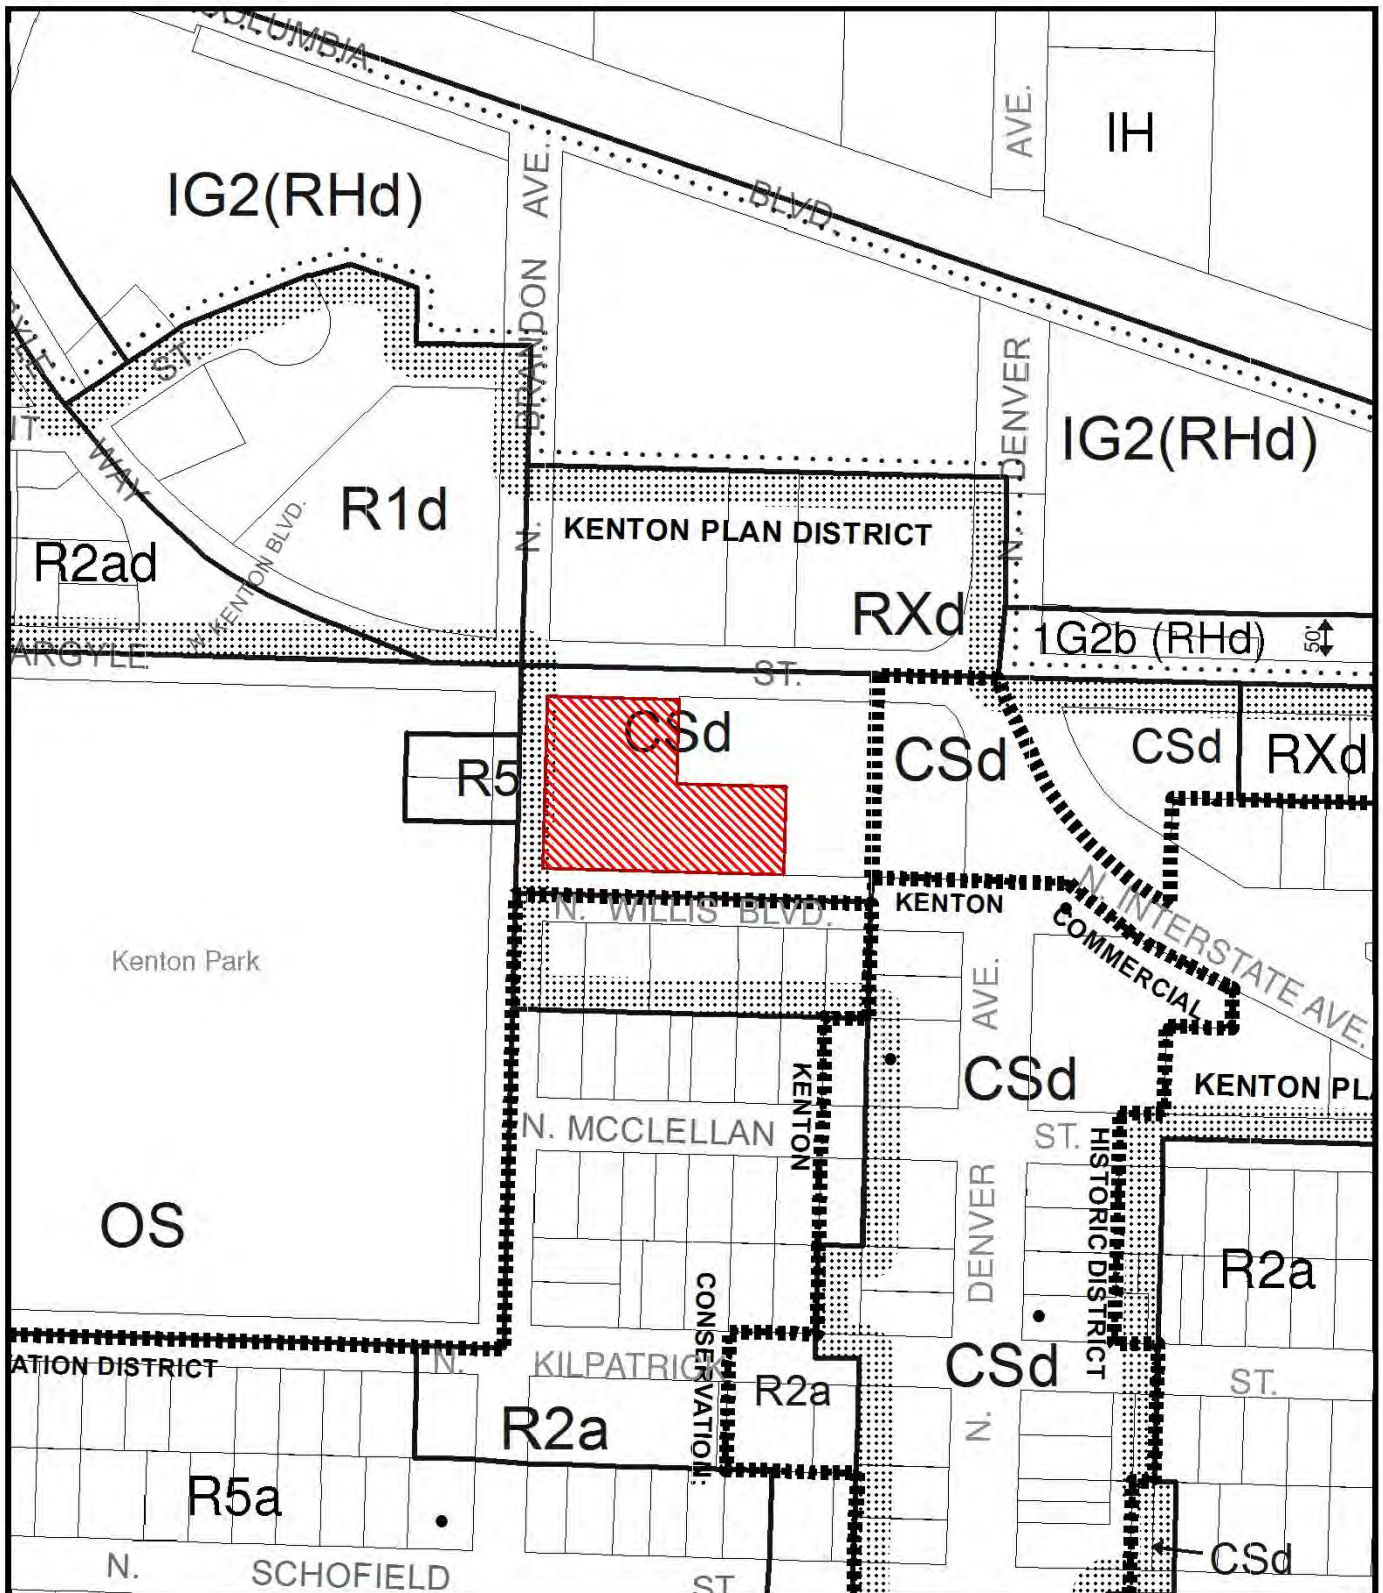 COLUMBIA
AVE.
IH
IG2(RHd)
AVE.
BLVD.
BRANDON
DENVER
ST.
IG2(RHd)
WAY
R1d
N. KENTON BLVD.
N.
KENTON PLAN DISTRICT
N.
R2ad
RXd
1G2b (RHd)
50'
ARGYLE
ST.
CSd
CSd
CSd
RXd
R5
N. WILLIS BLVD.
KENTON
N. INTERSTATE AVE.
COMMERCIAL
Kenton Park
AVE.
CSd
KENTON
KENTON PL
N. MCCLELLAN
ST.
HISTORIC DISTRICT
DENVER
OS
R2a
CONSERVATION
ATION DISTRICT
N.
KILPATRICK
R2a
CSd
ST.
R2a
N.
R5a
CSd
N.
SCHOFIELD
ST.